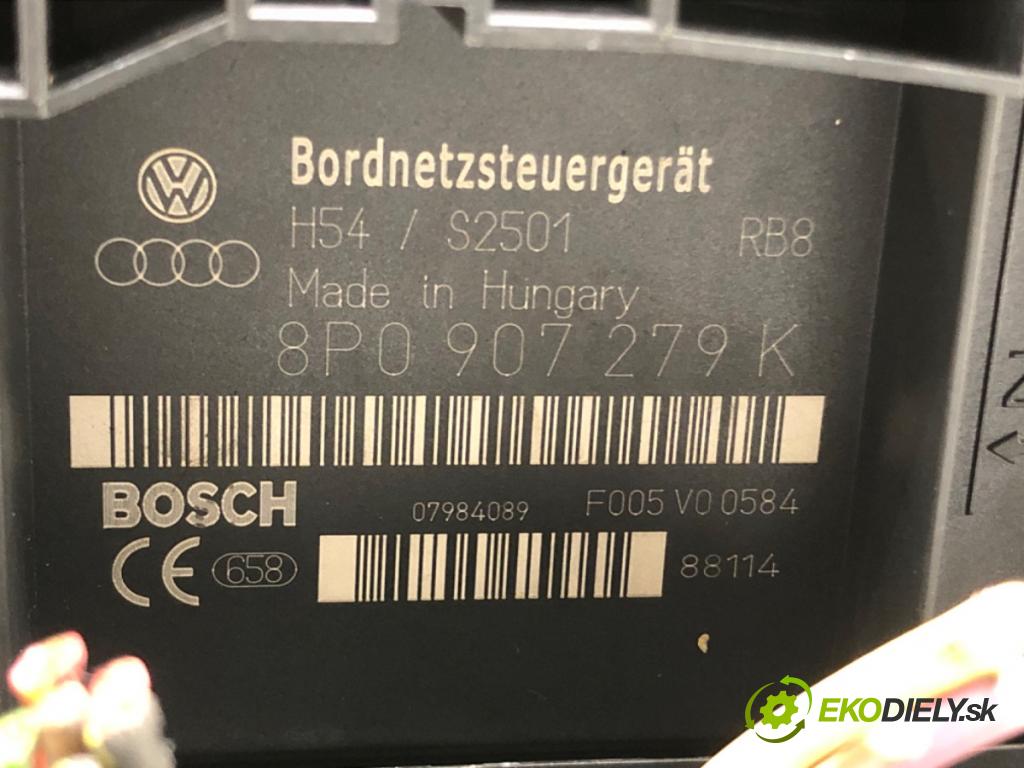 Bordnetzsteuergerät
H54 / S2501 RB8
Made in Hungary
8P0 907 279 K
BOSCH 07984089 F005 V0 0584
CE 658 88114
EKODIELY.sk